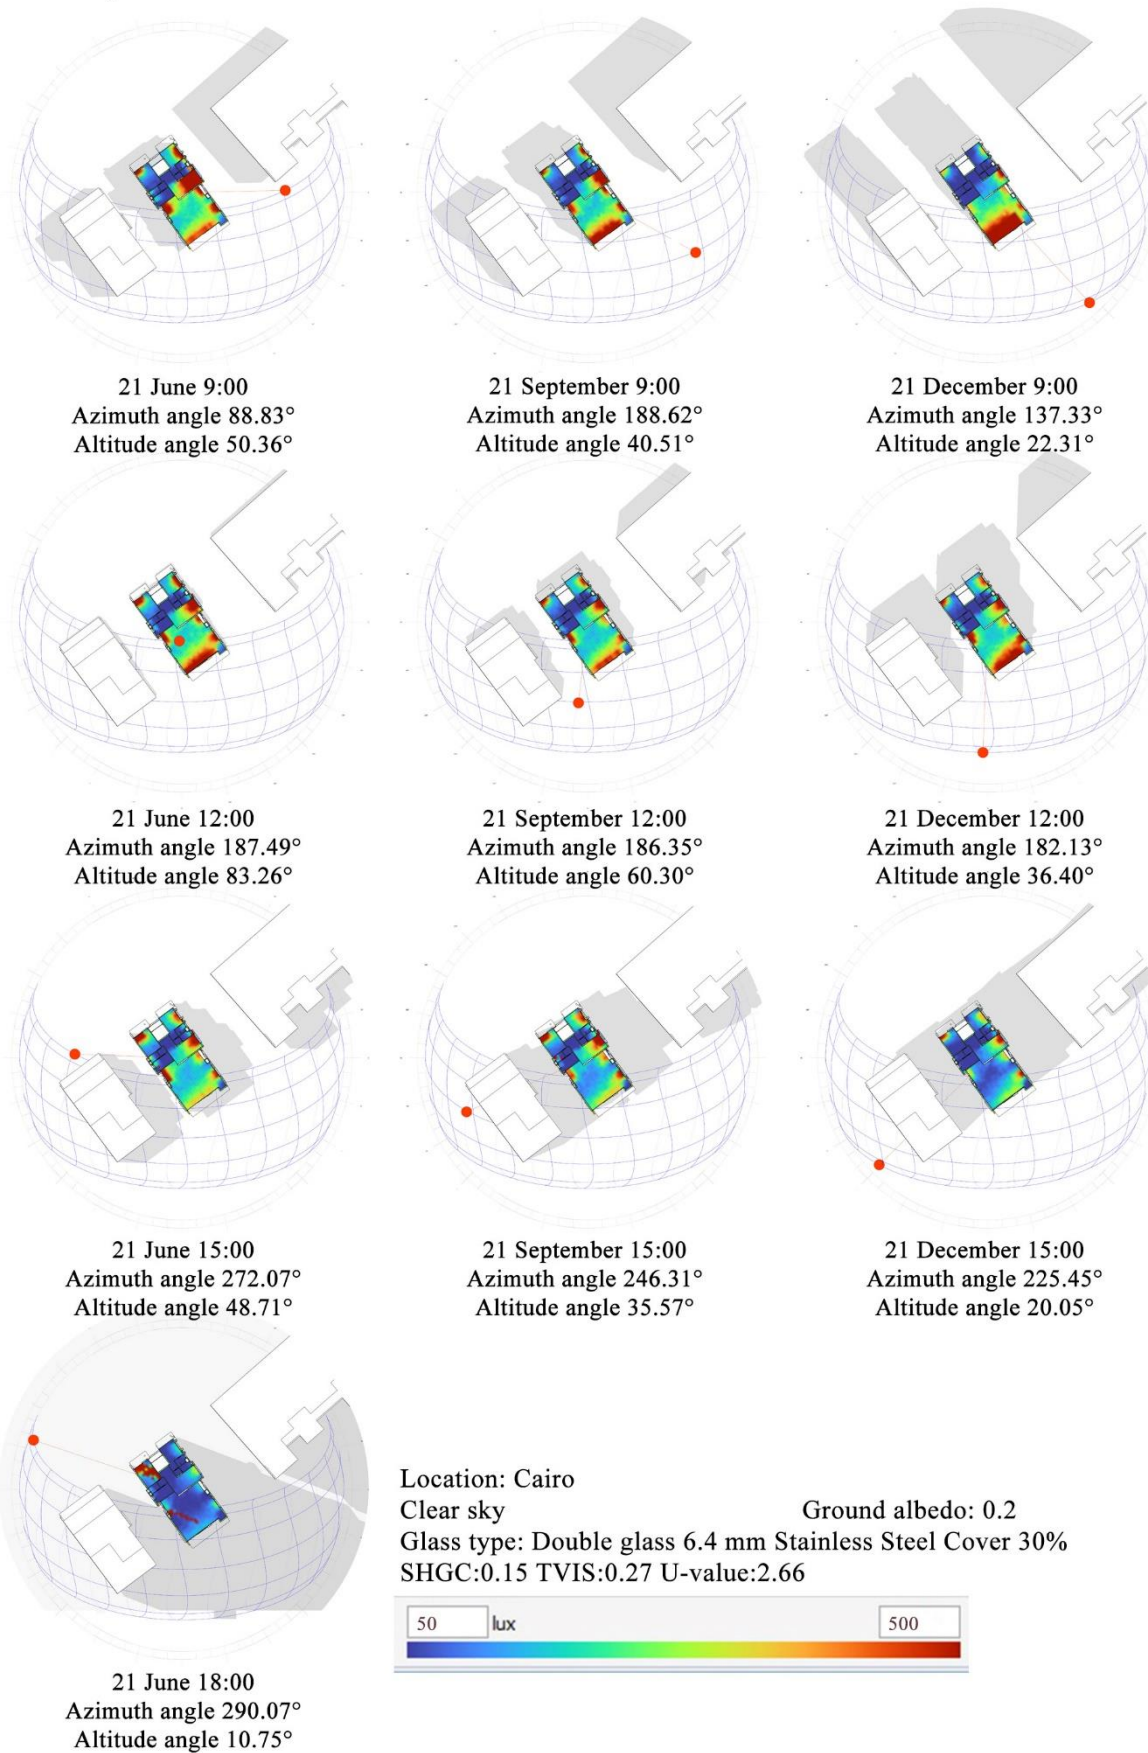 21 June 9:00
Azimuth angle 88.83°
Altitude angle 50.36°
21 September 9:00
Azimuth angle 188.62°
Altitude angle 40.51°
21 December 9:00
Azimuth angle 137.33°
Altitude angle 22.31°
21 June 12:00
Azimuth angle 187.49°
Altitude angle 83.26°
21 September 12:00
Azimuth angle 186.35°
Altitude angle 60.30°
21 December 12:00
Azimuth angle 182.13°
Altitude angle 36.40°
21 June 15:00
Azimuth angle 272.07°
Altitude angle 48.71°
21 September 15:00
Azimuth angle 246.31°
Altitude angle 35.57°
21 December 15:00
Azimuth angle 225.45°
Altitude angle 20.05°
21 June 18:00
Azimuth angle 290.07°
Altitude angle 10.75°
Location: Cairo
Clear sky Ground albedo: 0.2
Glass type: Double glass 6.4 mm Stainless Steel Cover 30%
SHGC:0.15 TVIS:0.27 U-value:2.66
50 lux 500